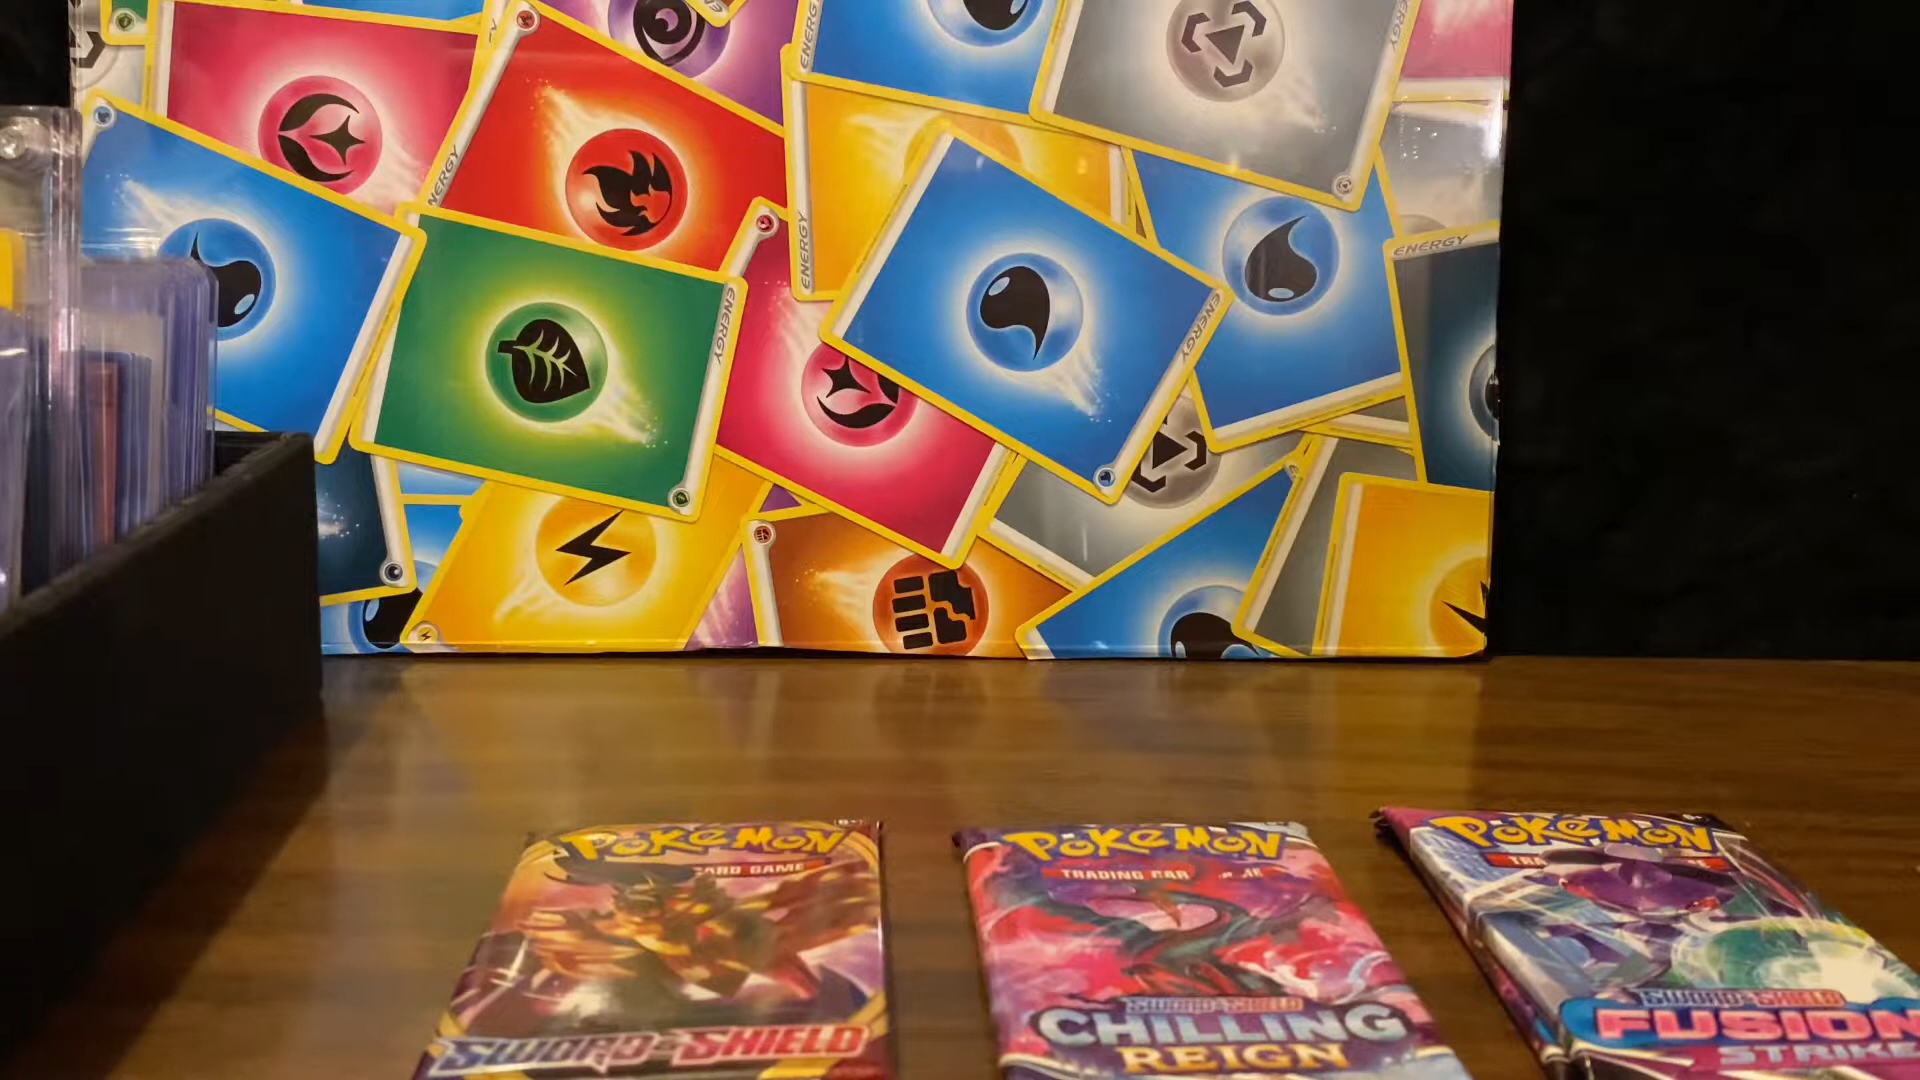 ENERGY
ENERGY
ENERGY
ENERGY
ENERGY
ENERGY
ENERGY
POKéMON
CARD GAME
SWORD & SHIELD
POKéMON
TRADING CAR
SWORD & SHIELD
CHILLING
REIGN
POKéMON
SWORD & SHIELD
FUSION
STRIKE